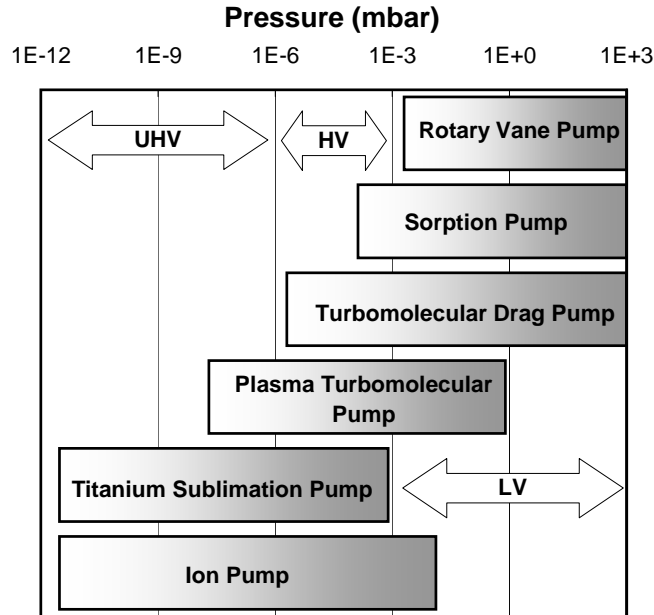 Pressure (mbar)
1E-12 1E-9 1E-6 1E-3 1E+0 1E+3
UHV HV Rotary Vane Pump
Sorption Pump
Turbomolecular Drag Pump
Plasma Turbomolecular
Pump
Titanium Sublimation Pump LV
Ion Pump